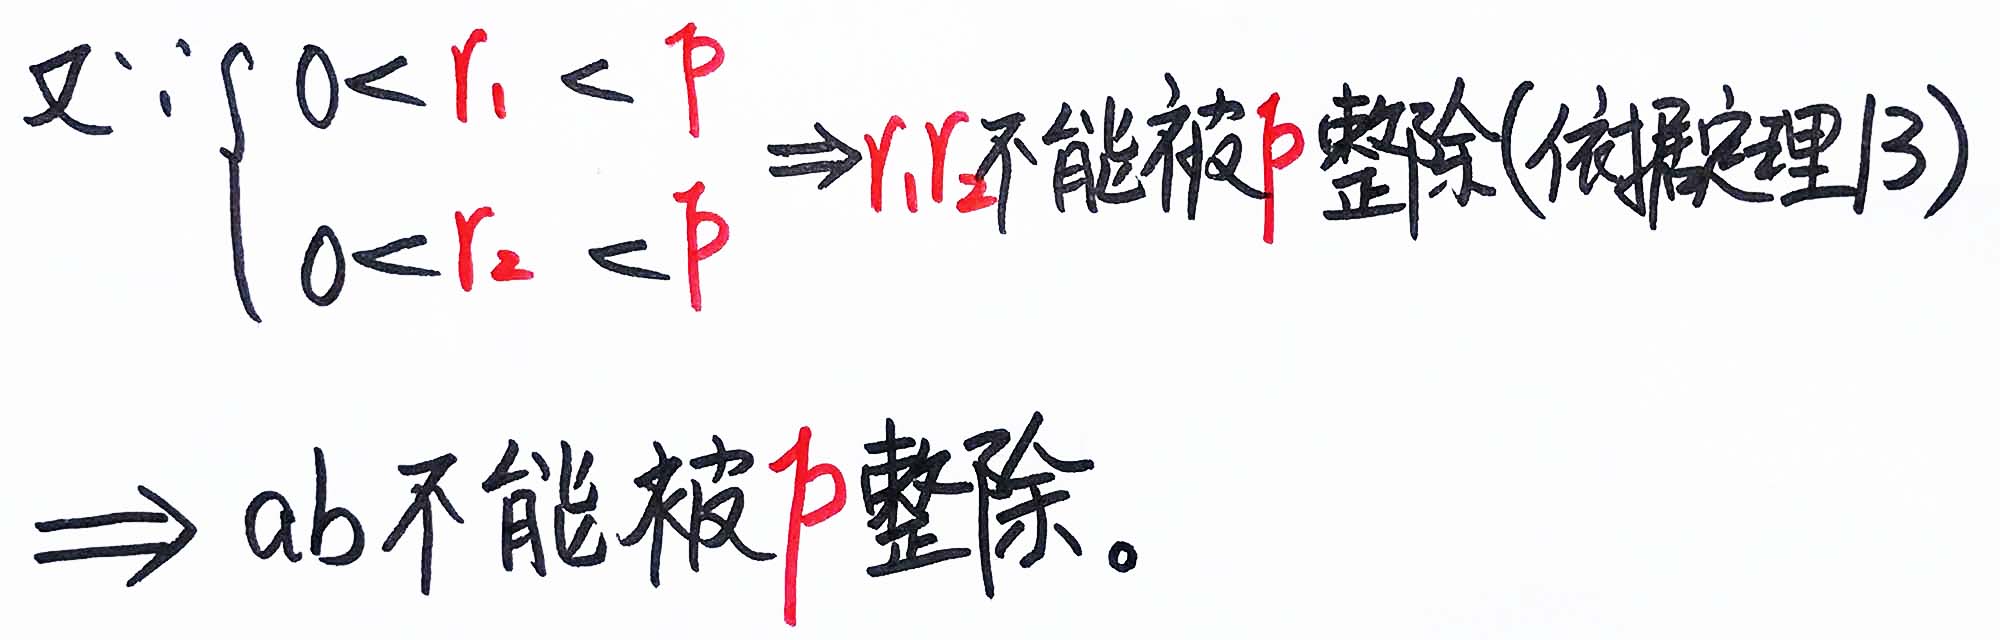 又∵{ 0 < r₁ < p
0 < r₂ < p
⇒ r₁r₂不能被p整除(依据定理13)
⇒ ab不能被p整除。